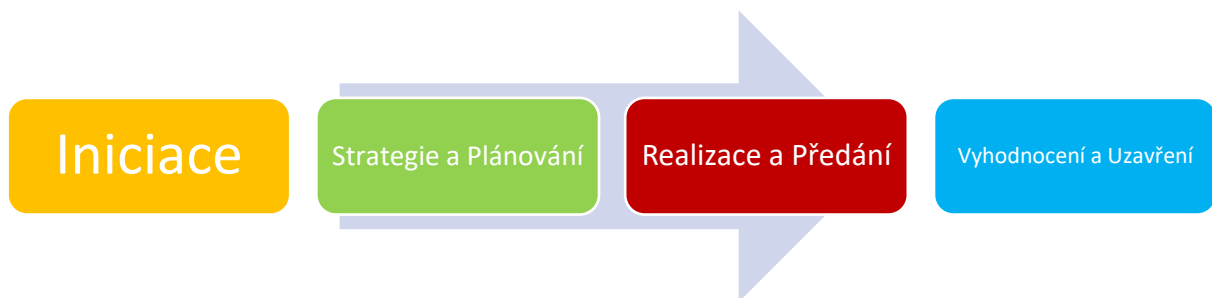 Iniciace
Strategie a Plánování
Realizace a Předání
Vyhodnocení a Uzavření